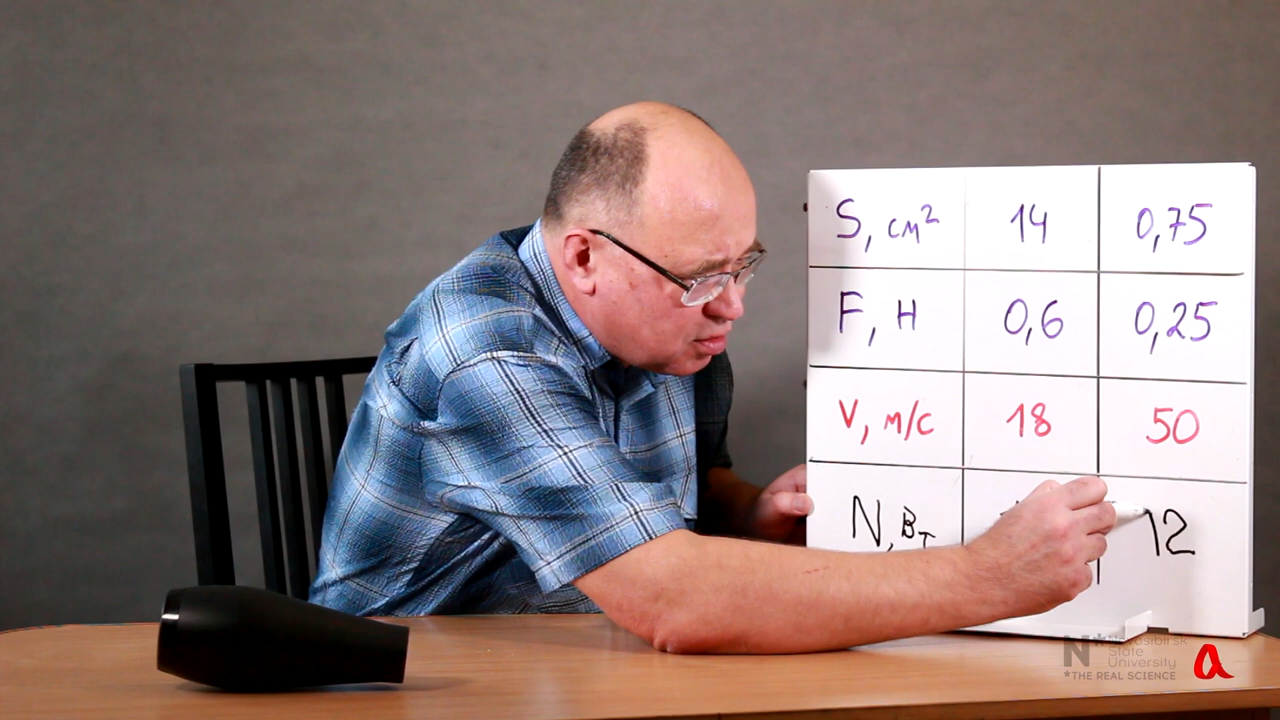 S, см² 14 0,75
F, Н 0,6 0,25
V, м/с 18 50
N, Вт 12
Novosibirsk
State
University
*THE REAL SCIENCE